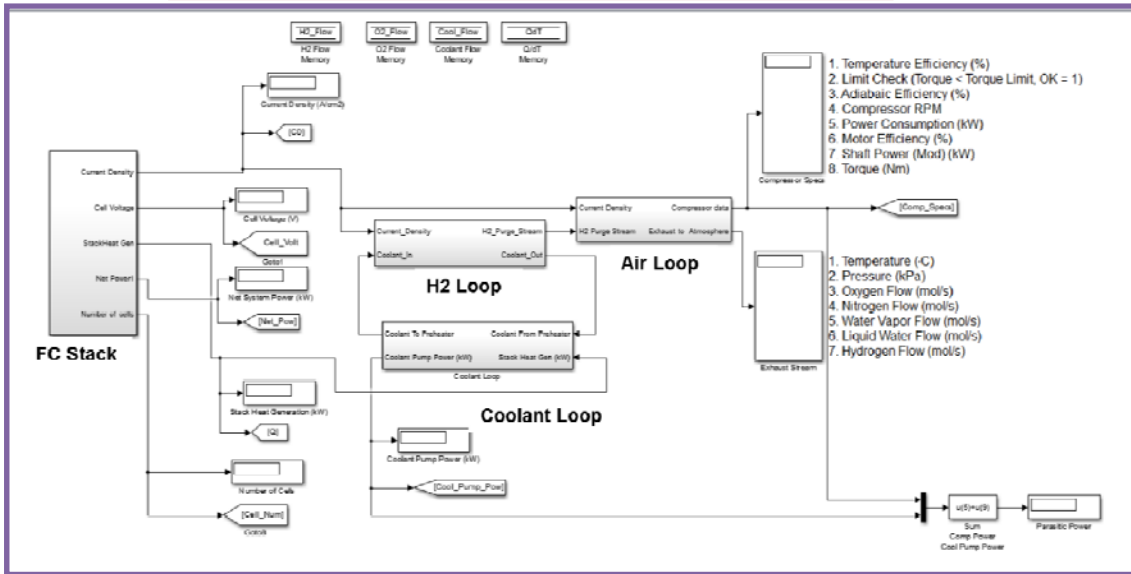 H2_Flow
H2 Flow
Memory
O2_Flow
O2 Flow
Memory
Cool_Flow
Coolant Flow
Memory
QdT
Q/dT
Memory
Current Density (A/cm2)
[CD]
Current Density
Cell Voltage
StackHeat Gen
Net Power1
Number of cells
FC Stack
Cell Voltage (V)
Cell_Volt
Goto1
Net System Power (kW)
[Net_Pow]
Stack Heat Generation (kW)
[Q]
Number of Cells
[Cell_Num]
Goto8
Current_Density
H2_Purge_Stream
Coolant_In
Coolant_Out
H2 Loop
Coolant To Preheater
Coolant From Preheater
Coolant Pump Power (kW)
Stack Heat Gen (kW)
Coolant Loop
Coolant Loop
Coolant Pump Power (kW)
[Cool_Pump_Pow]
Current Density
Compressor data
H2 Purge Stream
Exhaust to Atmosphere
Air Loop
Compressor Specs
1. Temperature Efficiency (%)
2. Limit Check (Torque < Torque Limit, OK = 1)
3. Adiabaic Efficiency (%)
4. Compressor RPM
5. Power Consumption (kW)
6. Motor Efficiency (%)
7. Shaft Power (Mod) (kW)
8. Torque (Nm)
[Comp_Specs]
Exhaust Stream
1. Temperature (-C)
2. Pressure (kPa)
3. Oxygen Flow (mol/s)
4. Nitrogen Flow (mol/s)
5. Water Vapor Flow (mol/s)
6. Liquid Water Flow (mol/s)
7. Hydrogen Flow (mol/s)
u(5)+u(9)
Sum
Comp Power
Cool Pump Power
Parasitic Power